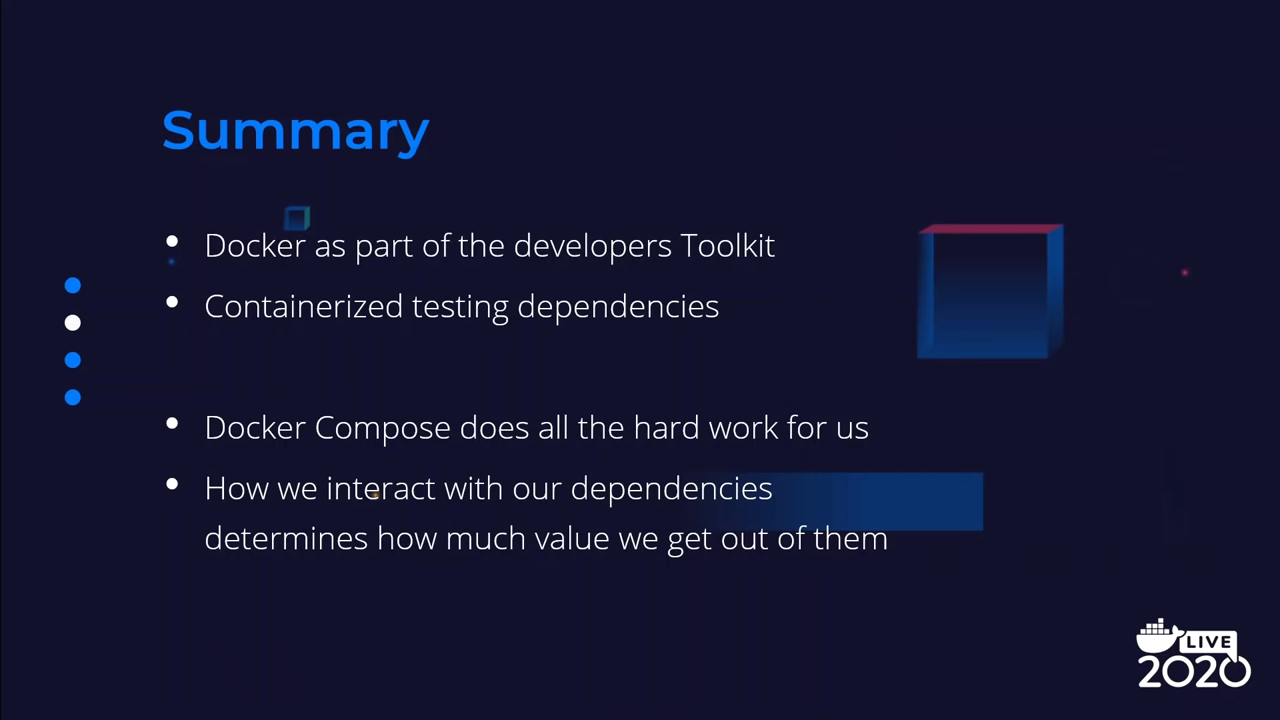 Summary
• Docker as part of the developers Toolkit
• Containerized testing dependencies
• Docker Compose does all the hard work for us
• How we interact with our dependencies
determines how much value we get out of them
LIVE
2020